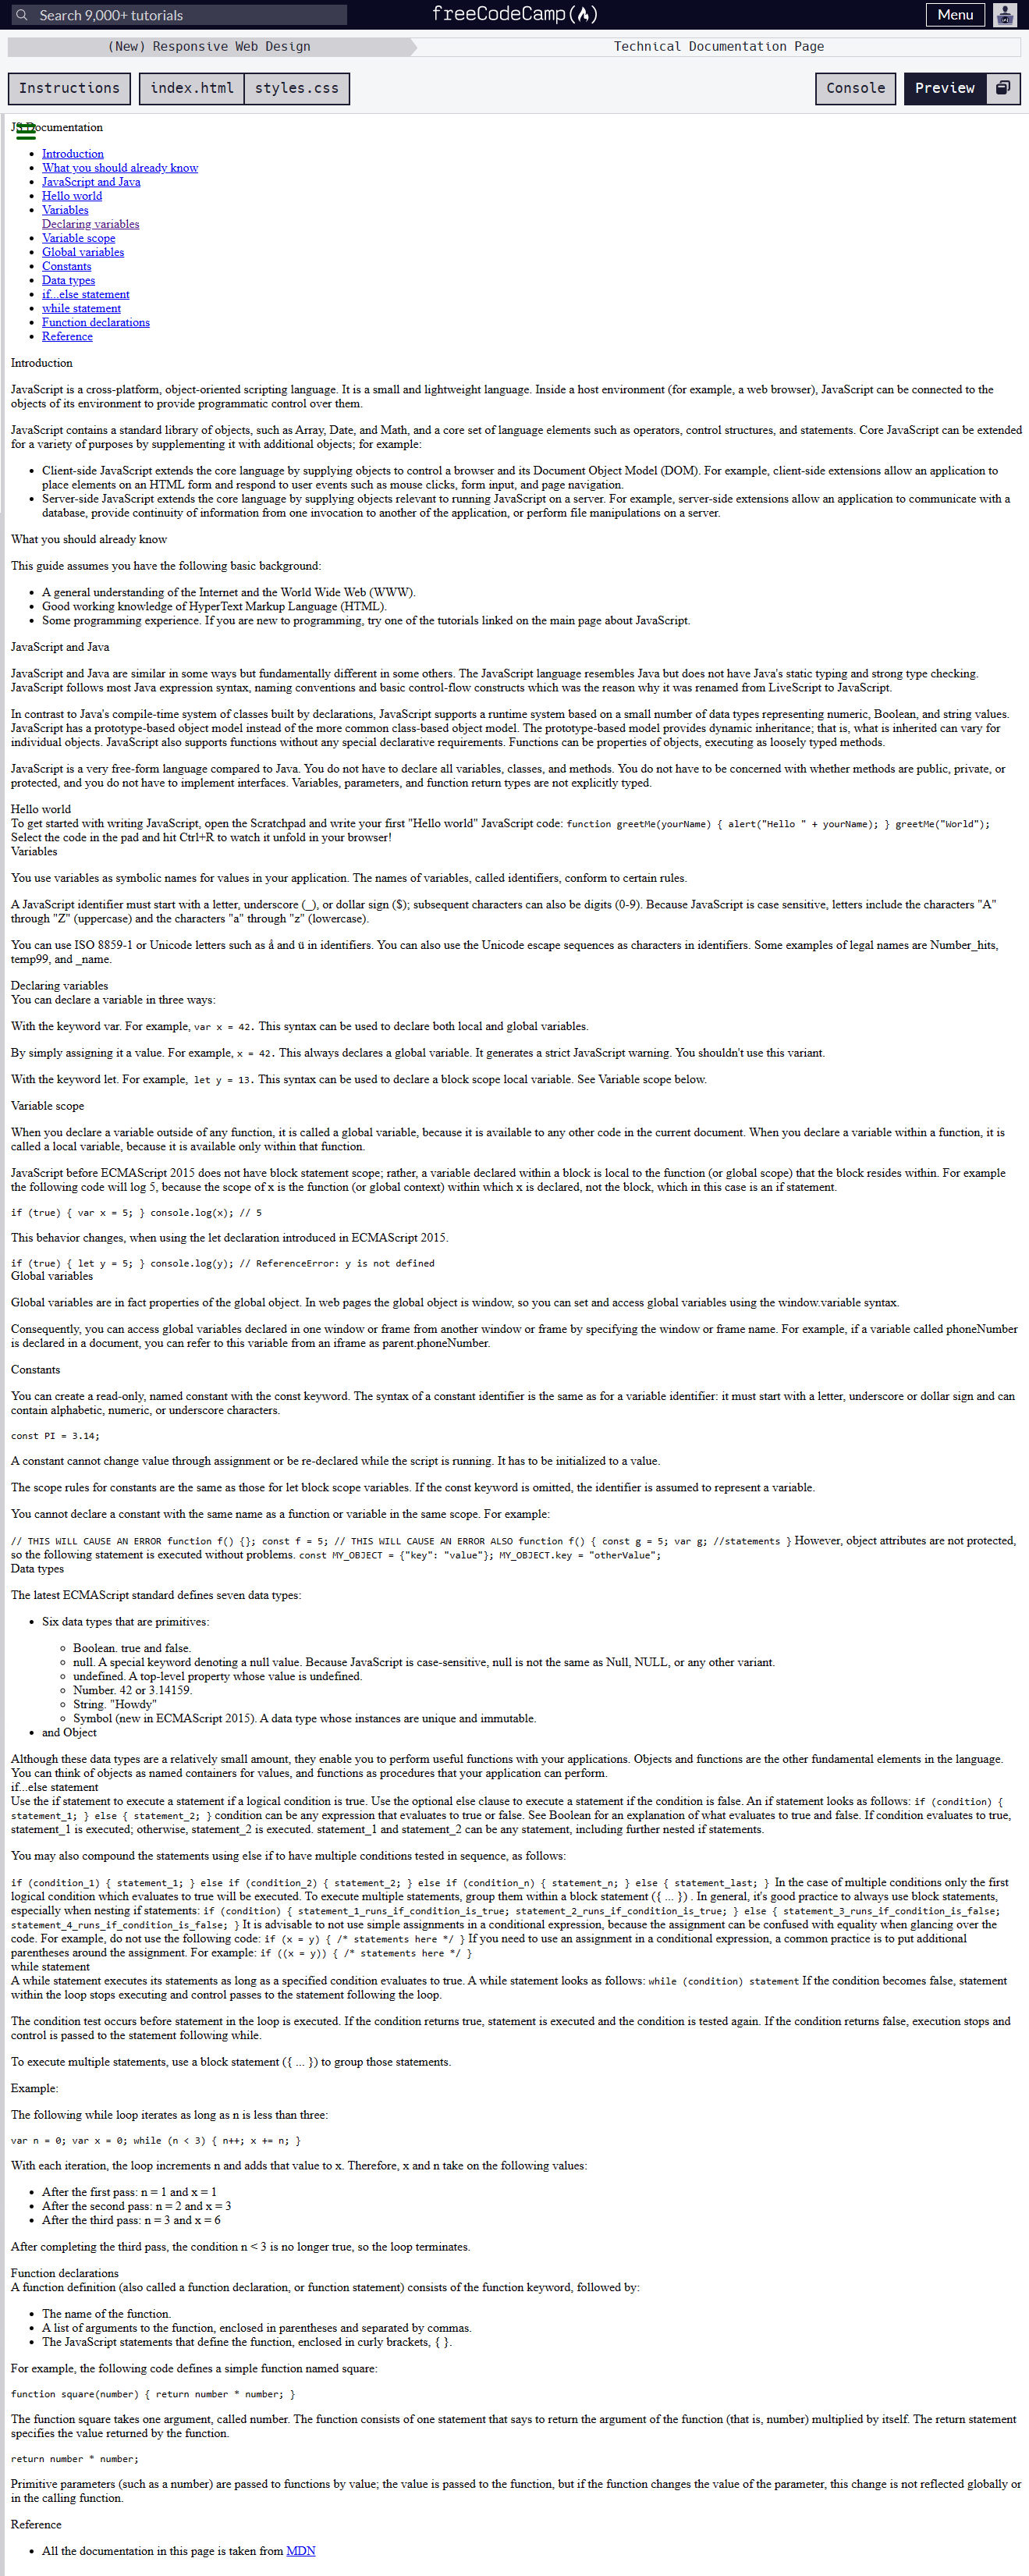 Search 9,000+ tutorials
freeCodeCamp(🔥)
Menu
(New) Responsive Web Design
Technical Documentation Page
Instructions
index.html
styles.css
Console
Preview
JS Documentation
Introduction
What you should already know
JavaScript and Java
Hello world
Variables
Declaring variables
Variable scope
Global variables
Constants
Data types
if...else statement
while statement
Function declarations
Reference
Introduction
JavaScript is a cross-platform, object-oriented scripting language. It is a small and lightweight language. Inside a host environment (for example, a web browser), JavaScript can be connected to the
objects of its environment to provide programmatic control over them.
JavaScript contains a standard library of objects, such as Array, Date, and Math, and a core set of language elements such as operators, control structures, and statements. Core JavaScript can be extended
for a variety of purposes by supplementing it with additional objects; for example:
Client-side JavaScript extends the core language by supplying objects to control a browser and its Document Object Model (DOM). For example, client-side extensions allow an application to
place elements on an HTML form and respond to user events such as mouse clicks, form input, and page navigation.
Server-side JavaScript extends the core language by supplying objects relevant to running JavaScript on a server. For example, server-side extensions allow an application to communicate with a
database, provide continuity of information from one invocation to another of the application, or perform file manipulations on a server.
What you should already know
This guide assumes you have the following basic background:
A general understanding of the Internet and the World Wide Web (WWW).
Good working knowledge of HyperText Markup Language (HTML).
Some programming experience. If you are new to programming, try one of the tutorials linked on the main page about JavaScript.
JavaScript and Java
JavaScript and Java are similar in some ways but fundamentally different in some others. The JavaScript language resembles Java but does not have Java's static typing and strong type checking.
JavaScript follows most Java expression syntax, naming conventions and basic control-flow constructs which was the reason why it was renamed from LiveScript to JavaScript.
In contrast to Java's compile-time system of classes built by declarations, JavaScript supports a runtime system based on a small number of data types representing numeric, Boolean, and string values.
JavaScript has a prototype-based object model instead of the more common class-based object model. The prototype-based model provides dynamic inheritance; that is, what is inherited can vary for
individual objects. JavaScript also supports functions without any special declarative requirements. Functions can be properties of objects, executing as loosely typed methods.
JavaScript is a very free-form language compared to Java. You do not have to declare all variables, classes, and methods. You do not have to be concerned with whether methods are public, private, or
protected, and you do not have to implement interfaces. Variables, parameters, and function return types are not explicitly typed.
Hello world
To get started with writing JavaScript, open the Scratchpad and write your first "Hello world" JavaScript code: function greetMe(yourName) { alert("Hello " + yourName); } greetMe("World");
Select the code in the pad and hit Ctrl+R to watch it unfold in your browser!
Variables
You use variables as symbolic names for values in your application. The names of variables, called identifiers, conform to certain rules.
A JavaScript identifier must start with a letter, underscore (_), or dollar sign ($); subsequent characters can also be digits (0-9). Because JavaScript is case sensitive, letters include the characters "A"
through "Z" (uppercase) and the characters "a" through "z" (lowercase).
You can use ISO 8859-1 or Unicode letters such as å and ü in identifiers. You can also use the Unicode escape sequences as characters in identifiers. Some examples of legal names are Number_hits,
temp99, and _name.
Declaring variables
You can declare a variable in three ways:
With the keyword var. For example, var x = 42. This syntax can be used to declare both local and global variables.
By simply assigning it a value. For example, x = 42. This always declares a global variable. It generates a strict JavaScript warning. You shouldn't use this variant.
With the keyword let. For example, let y = 13. This syntax can be used to declare a block scope local variable. See Variable scope below.
Variable scope
When you declare a variable outside of any function, it is called a global variable, because it is available to any other code in the current document. When you declare a variable within a function, it is
called a local variable, because it is available only within that function.
JavaScript before ECMAScript 2015 does not have block statement scope; rather, a variable declared within a block is local to the function (or global scope) that the block resides within. For example
the following code will log 5, because the scope of x is the function (or global context) within which x is declared, not the block, which in this case is an if statement.
if (true) { var x = 5; } console.log(x); // 5
This behavior changes, when using the let declaration introduced in ECMAScript 2015.
if (true) { let y = 5; } console.log(y); // ReferenceError: y is not defined
Global variables
Global variables are in fact properties of the global object. In web pages the global object is window, so you can set and access global variables using the window.variable syntax.
Consequently, you can access global variables declared in one window or frame from another window or frame by specifying the window or frame name. For example, if a variable called phoneNumber
is declared in a document, you can refer to this variable from an iframe as parent.phoneNumber.
Constants
You can create a read-only, named constant with the const keyword. The syntax of a constant identifier is the same as for a variable identifier: it must start with a letter, underscore or dollar sign and can
contain alphabetic, numeric, or underscore characters.
const PI = 3.14;
A constant cannot change value through assignment or be re-declared while the script is running. It has to be initialized to a value.
The scope rules for constants are the same as those for let block scope variables. If the const keyword is omitted, the identifier is assumed to represent a variable.
You cannot declare a constant with the same name as a function or variable in the same scope. For example:
// THIS WILL CAUSE AN ERROR function f() {}; const f = 5; // THIS WILL CAUSE AN ERROR ALSO function f() { const g = 5; var g; //statements } However, object attributes are not protected,
so the following statement is executed without problems. const MY_OBJECT = {"key": "value"}; MY_OBJECT.key = "otherValue";
Data types
The latest ECMAScript standard defines seven data types:
Six data types that are primitives:
Boolean. true and false.
null. A special keyword denoting a null value. Because JavaScript is case-sensitive, null is not the same as Null, NULL, or any other variant.
undefined. A top-level property whose value is undefined.
Number. 42 or 3.14159.
String. "Howdy"
Symbol (new in ECMAScript 2015). A data type whose instances are unique and immutable.
and Object
Although these data types are a relatively small amount, they enable you to perform useful functions with your applications. Objects and functions are the other fundamental elements in the language.
You can think of objects as named containers for values, and functions as procedures that your application can perform.
if...else statement
Use the if statement to execute a statement if a logical condition is true. Use the optional else clause to execute a statement if the condition is false. An if statement looks as follows: if (condition) {
statement_1; } else { statement_2; } condition can be any expression that evaluates to true or false. See Boolean for an explanation of what evaluates to true and false. If condition evaluates to true,
statement_1 is executed; otherwise, statement_2 is executed. statement_1 and statement_2 can be any statement, including further nested if statements.
You may also compound the statements using else if to have multiple conditions tested in sequence, as follows:
if (condition_1) { statement_1; } else if (condition_2) { statement_2; } else if (condition_n) { statement_n; } else { statement_last; } In the case of multiple conditions only the first
logical condition which evaluates to true will be executed. To execute multiple statements, group them within a block statement ({ ... }) . In general, it's good practice to always use block statements,
especially when nesting if statements: if (condition) { statement_1_runs_if_condition_is_true; statement_2_runs_if_condition_is_true; } else { statement_3_runs_if_condition_is_false;
statement_4_runs_if_condition_is_false; } It is advisable to not use simple assignments in a conditional expression, because the assignment can be confused with equality when glancing over the
code. For example, do not use the following code: if (x = y) { /* statements here */ } If you need to use an assignment in a conditional expression, a common practice is to put additional
parentheses around the assignment. For example: if ((x = y)) { /* statements here */ }
while statement
A while statement executes its statements as long as a specified condition evaluates to true. A while statement looks as follows: while (condition) statement If the condition becomes false, statement
within the loop stops executing and control passes to the statement following the loop.
The condition test occurs before statement in the loop is executed. If the condition returns true, statement is executed and the condition is tested again. If the condition returns false, execution stops and
control is passed to the statement following while.
To execute multiple statements, use a block statement ({ ... }) to group those statements.
Example:
The following while loop iterates as long as n is less than three:
var n = 0; var x = 0; while (n < 3) { n++; x += n; }
With each iteration, the loop increments n and adds that value to x. Therefore, x and n take on the following values:
After the first pass: n = 1 and x = 1
After the second pass: n = 2 and x = 3
After the third pass: n = 3 and x = 6
After completing the third pass, the condition n < 3 is no longer true, so the loop terminates.
Function declarations
A function definition (also called a function declaration, or function statement) consists of the function keyword, followed by:
The name of the function.
A list of arguments to the function, enclosed in parentheses and separated by commas.
The JavaScript statements that define the function, enclosed in curly brackets, { }.
For example, the following code defines a simple function named square:
function square(number) { return number * number; }
The function square takes one argument, called number. The function consists of one statement that says to return the argument of the function (that is, number) multiplied by itself. The return statement
specifies the value returned by the function.
return number * number;
Primitive parameters (such as a number) are passed to functions by value; the value is passed to the function, but if the function changes the value of the parameter, this change is not reflected globally or
in the calling function.
Reference
All the documentation in this page is taken from MDN